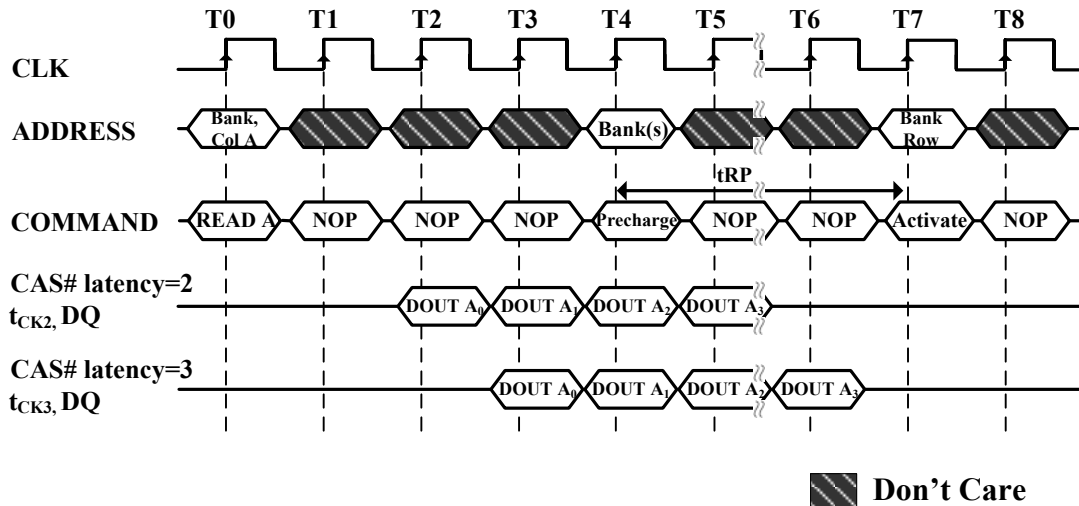 T0 T1 T2 T3 T4 T5 T6 T7 T8
CLK
ADDRESS
Bank, Col A
Bank(s)
Bank Row
tRP
COMMAND READ A NOP NOP NOP Precharge NOP NOP Activate NOP
CAS# latency=2
tCK2, DQ
DOUT A0 DOUT A1 DOUT A2 DOUT A3
CAS# latency=3
tCK3, DQ
DOUT A0 DOUT A1 DOUT A2 DOUT A3
Don't Care